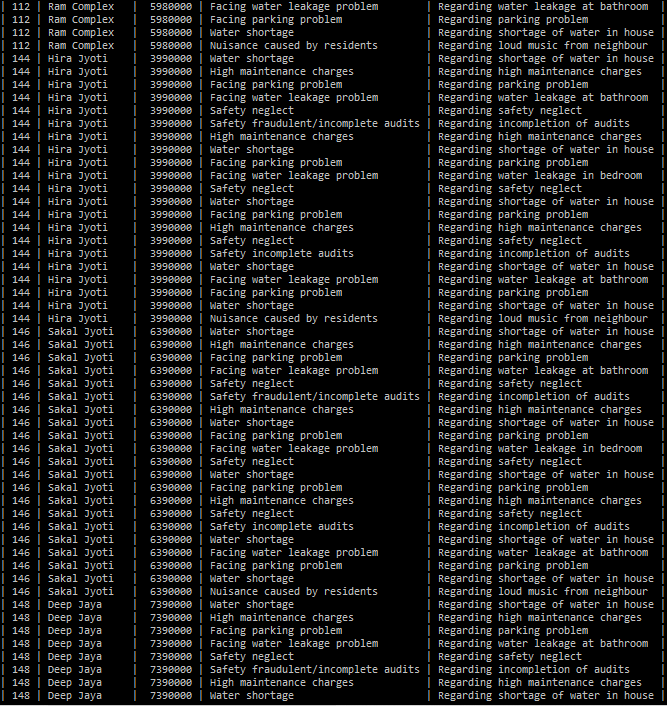 | 112 | Ram Complex | 5980000 | Facing water leakage problem | Regarding water leakage at bathroom |
| 112 | Ram Complex | 5980000 | Facing parking problem | Regarding parking problem |
| 112 | Ram Complex | 5980000 | Water shortage | Regarding shortage of water in house |
| 112 | Ram Complex | 5980000 | Nuisance caused by residents | Regarding loud music from neighbour |
| 144 | Hira Jyoti | 3990000 | Water shortage | Regarding shortage of water in house |
| 144 | Hira Jyoti | 3990000 | High maintenance charges | Regarding high maintenance charges |
| 144 | Hira Jyoti | 3990000 | Facing parking problem | Regarding parking problem |
| 144 | Hira Jyoti | 3990000 | Facing water leakage problem | Regarding water leakage at bathroom |
| 144 | Hira Jyoti | 3990000 | Safety neglect | Regarding safety neglect |
| 144 | Hira Jyoti | 3990000 | Safety fraudulent/incomplete audits | Regarding incompletion of audits |
| 144 | Hira Jyoti | 3990000 | High maintenance charges | Regarding high maintenance charges |
| 144 | Hira Jyoti | 3990000 | Water shortage | Regarding shortage of water in house |
| 144 | Hira Jyoti | 3990000 | Facing parking problem | Regarding parking problem |
| 144 | Hira Jyoti | 3990000 | Facing water leakage problem | Regarding water leakage in bedroom |
| 144 | Hira Jyoti | 3990000 | Safety neglect | Regarding safety neglect |
| 144 | Hira Jyoti | 3990000 | Water shortage | Regarding shortage of water in house |
| 144 | Hira Jyoti | 3990000 | Facing parking problem | Regarding parking problem |
| 144 | Hira Jyoti | 3990000 | High maintenance charges | Regarding high maintenance charges |
| 144 | Hira Jyoti | 3990000 | Safety neglect | Regarding safety neglect |
| 144 | Hira Jyoti | 3990000 | Safety incomplete audits | Regarding incompletion of audits |
| 144 | Hira Jyoti | 3990000 | Water shortage | Regarding shortage of water in house |
| 144 | Hira Jyoti | 3990000 | Facing water leakage problem | Regarding water leakage at bathroom |
| 144 | Hira Jyoti | 3990000 | Facing parking problem | Regarding parking problem |
| 144 | Hira Jyoti | 3990000 | Water shortage | Regarding shortage of water in house |
| 144 | Hira Jyoti | 3990000 | Nuisance caused by residents | Regarding loud music from neighbour |
| 146 | Sakal Jyoti | 6390000 | Water shortage | Regarding shortage of water in house |
| 146 | Sakal Jyoti | 6390000 | High maintenance charges | Regarding high maintenance charges |
| 146 | Sakal Jyoti | 6390000 | Facing parking problem | Regarding parking problem |
| 146 | Sakal Jyoti | 6390000 | Facing water leakage problem | Regarding water leakage at bathroom |
| 146 | Sakal Jyoti | 6390000 | Safety neglect | Regarding safety neglect |
| 146 | Sakal Jyoti | 6390000 | Safety fraudulent/incomplete audits | Regarding incompletion of audits |
| 146 | Sakal Jyoti | 6390000 | High maintenance charges | Regarding high maintenance charges |
| 146 | Sakal Jyoti | 6390000 | Water shortage | Regarding shortage of water in house |
| 146 | Sakal Jyoti | 6390000 | Facing parking problem | Regarding parking problem |
| 146 | Sakal Jyoti | 6390000 | Facing water leakage problem | Regarding water leakage in bedroom |
| 146 | Sakal Jyoti | 6390000 | Safety neglect | Regarding safety neglect |
| 146 | Sakal Jyoti | 6390000 | Water shortage | Regarding shortage of water in house |
| 146 | Sakal Jyoti | 6390000 | Facing parking problem | Regarding parking problem |
| 146 | Sakal Jyoti | 6390000 | High maintenance charges | Regarding high maintenance charges |
| 146 | Sakal Jyoti | 6390000 | Safety neglect | Regarding safety neglect |
| 146 | Sakal Jyoti | 6390000 | Safety incomplete audits | Regarding incompletion of audits |
| 146 | Sakal Jyoti | 6390000 | Water shortage | Regarding shortage of water in house |
| 146 | Sakal Jyoti | 6390000 | Facing water leakage problem | Regarding water leakage at bathroom |
| 146 | Sakal Jyoti | 6390000 | Facing parking problem | Regarding parking problem |
| 146 | Sakal Jyoti | 6390000 | Water shortage | Regarding shortage of water in house |
| 146 | Sakal Jyoti | 6390000 | Nuisance caused by residents | Regarding loud music from neighbour |
| 148 | Deep Jaya | 7390000 | Water shortage | Regarding shortage of water in house |
| 148 | Deep Jaya | 7390000 | High maintenance charges | Regarding high maintenance charges |
| 148 | Deep Jaya | 7390000 | Facing parking problem | Regarding parking problem |
| 148 | Deep Jaya | 7390000 | Facing water leakage problem | Regarding water leakage at bathroom |
| 148 | Deep Jaya | 7390000 | Safety neglect | Regarding safety neglect |
| 148 | Deep Jaya | 7390000 | Safety fraudulent/incomplete audits | Regarding incompletion of audits |
| 148 | Deep Jaya | 7390000 | High maintenance charges | Regarding high maintenance charges |
| 148 | Deep Jaya | 7390000 | Water shortage | Regarding shortage of water in house |